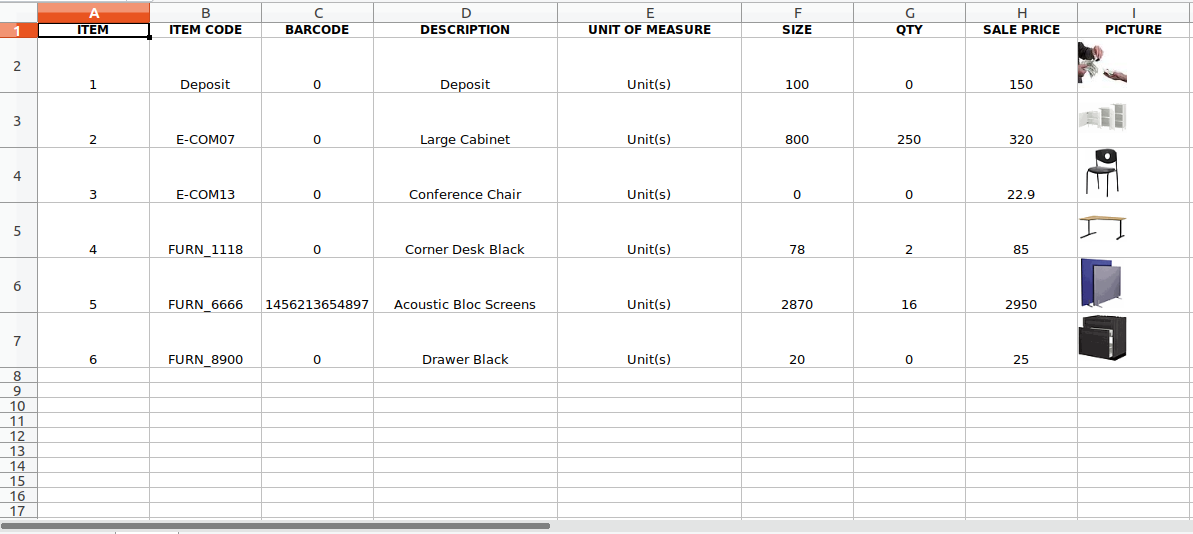 A B C D E F G H I
1 ITEM ITEM CODE BARCODE DESCRIPTION UNIT OF MEASURE SIZE QTY SALE PRICE PICTURE
2 1 Deposit 0 Deposit Unit(s) 100 0 150
3 2 E-COM07 0 Large Cabinet Unit(s) 800 250 320
4 3 E-COM13 0 Conference Chair Unit(s) 0 0 22.9
5 4 FURN_1118 0 Corner Desk Black Unit(s) 78 2 85
6 5 FURN_6666 1456213654897 Acoustic Bloc Screens Unit(s) 2870 16 2950
7 6 FURN_8900 0 Drawer Black Unit(s) 20 0 25
8
9
10
11
12
13
14
15
16
17